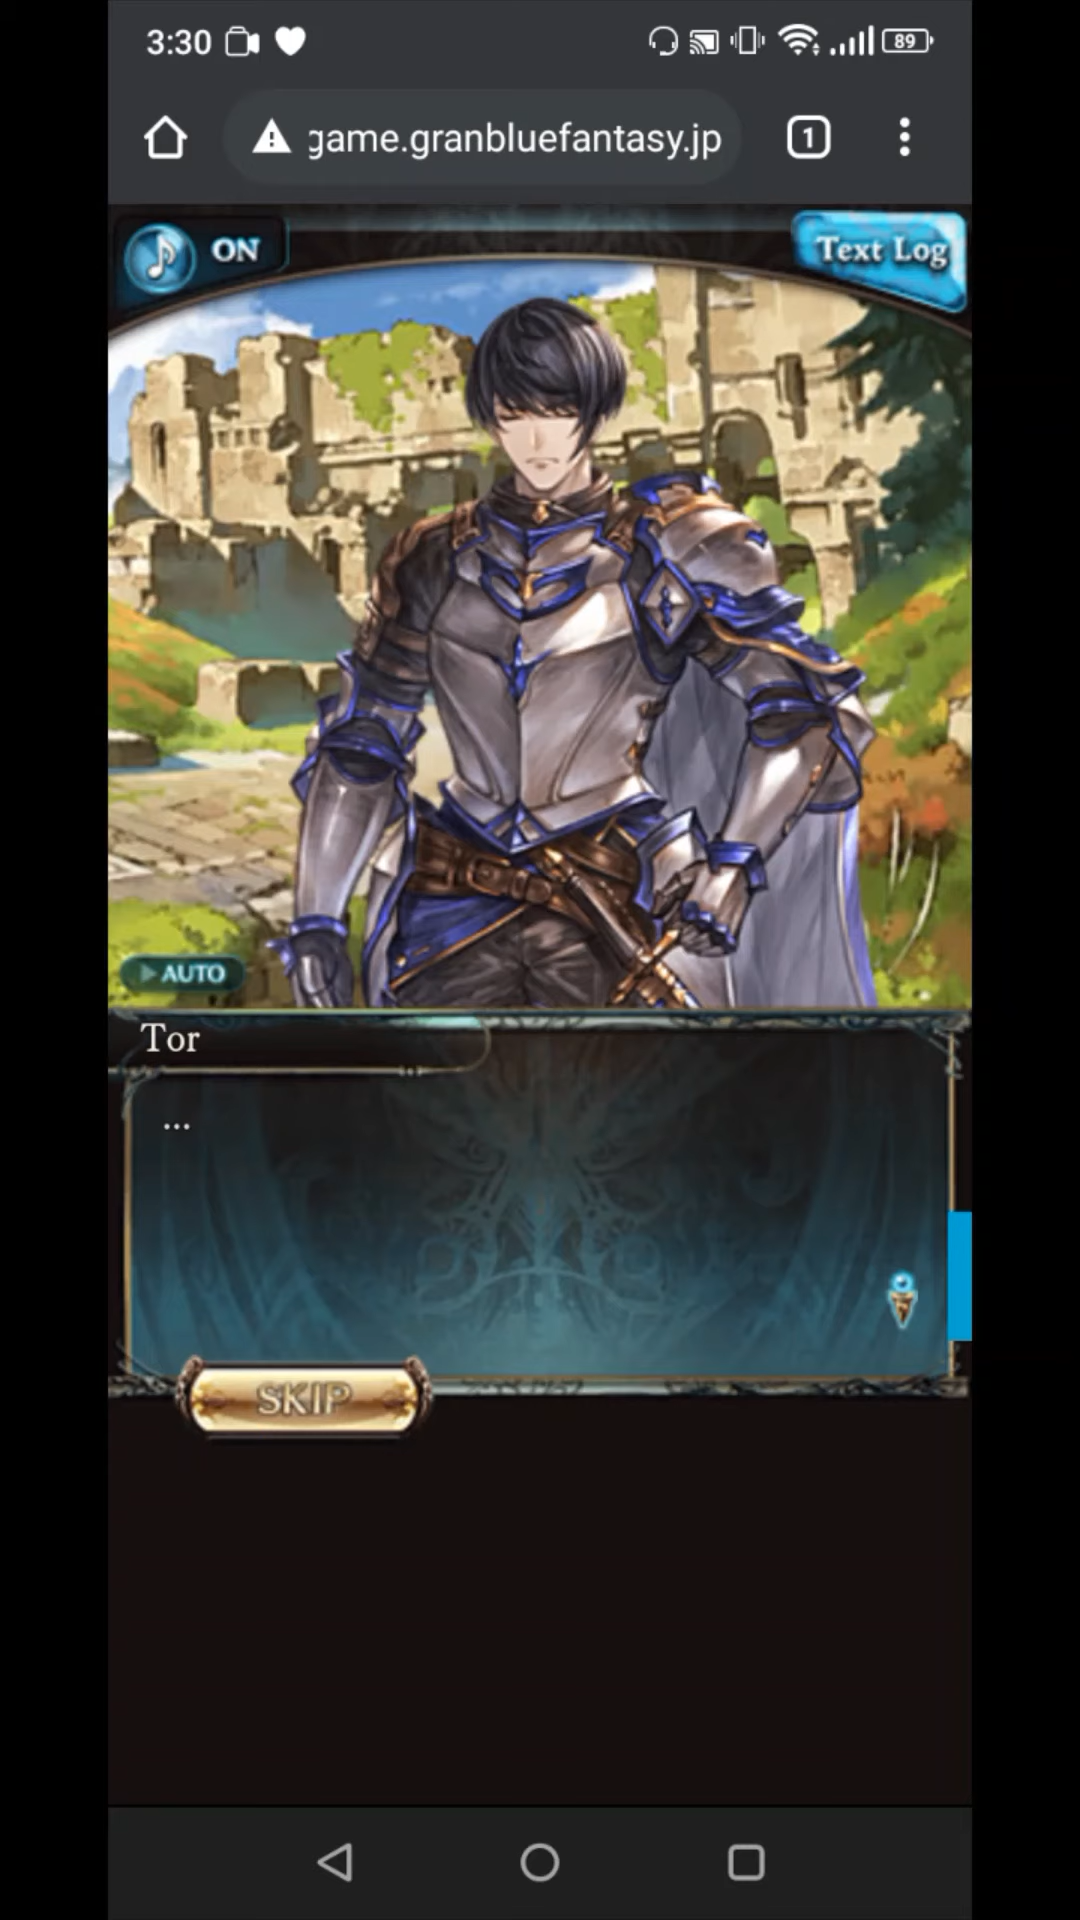 3:30
89
game.granbluefantasy.jp
1
ON
Text Log
AUTO
Tor
...
SKIP